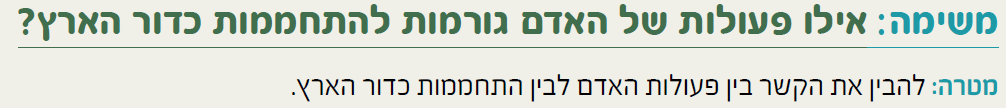 משימה: אילו פעולות של האדם גורמות להתחממות כדור הארץ?
מטרה: להבין את הקשר בין פעולות האדם לבין התחממות כדור הארץ.